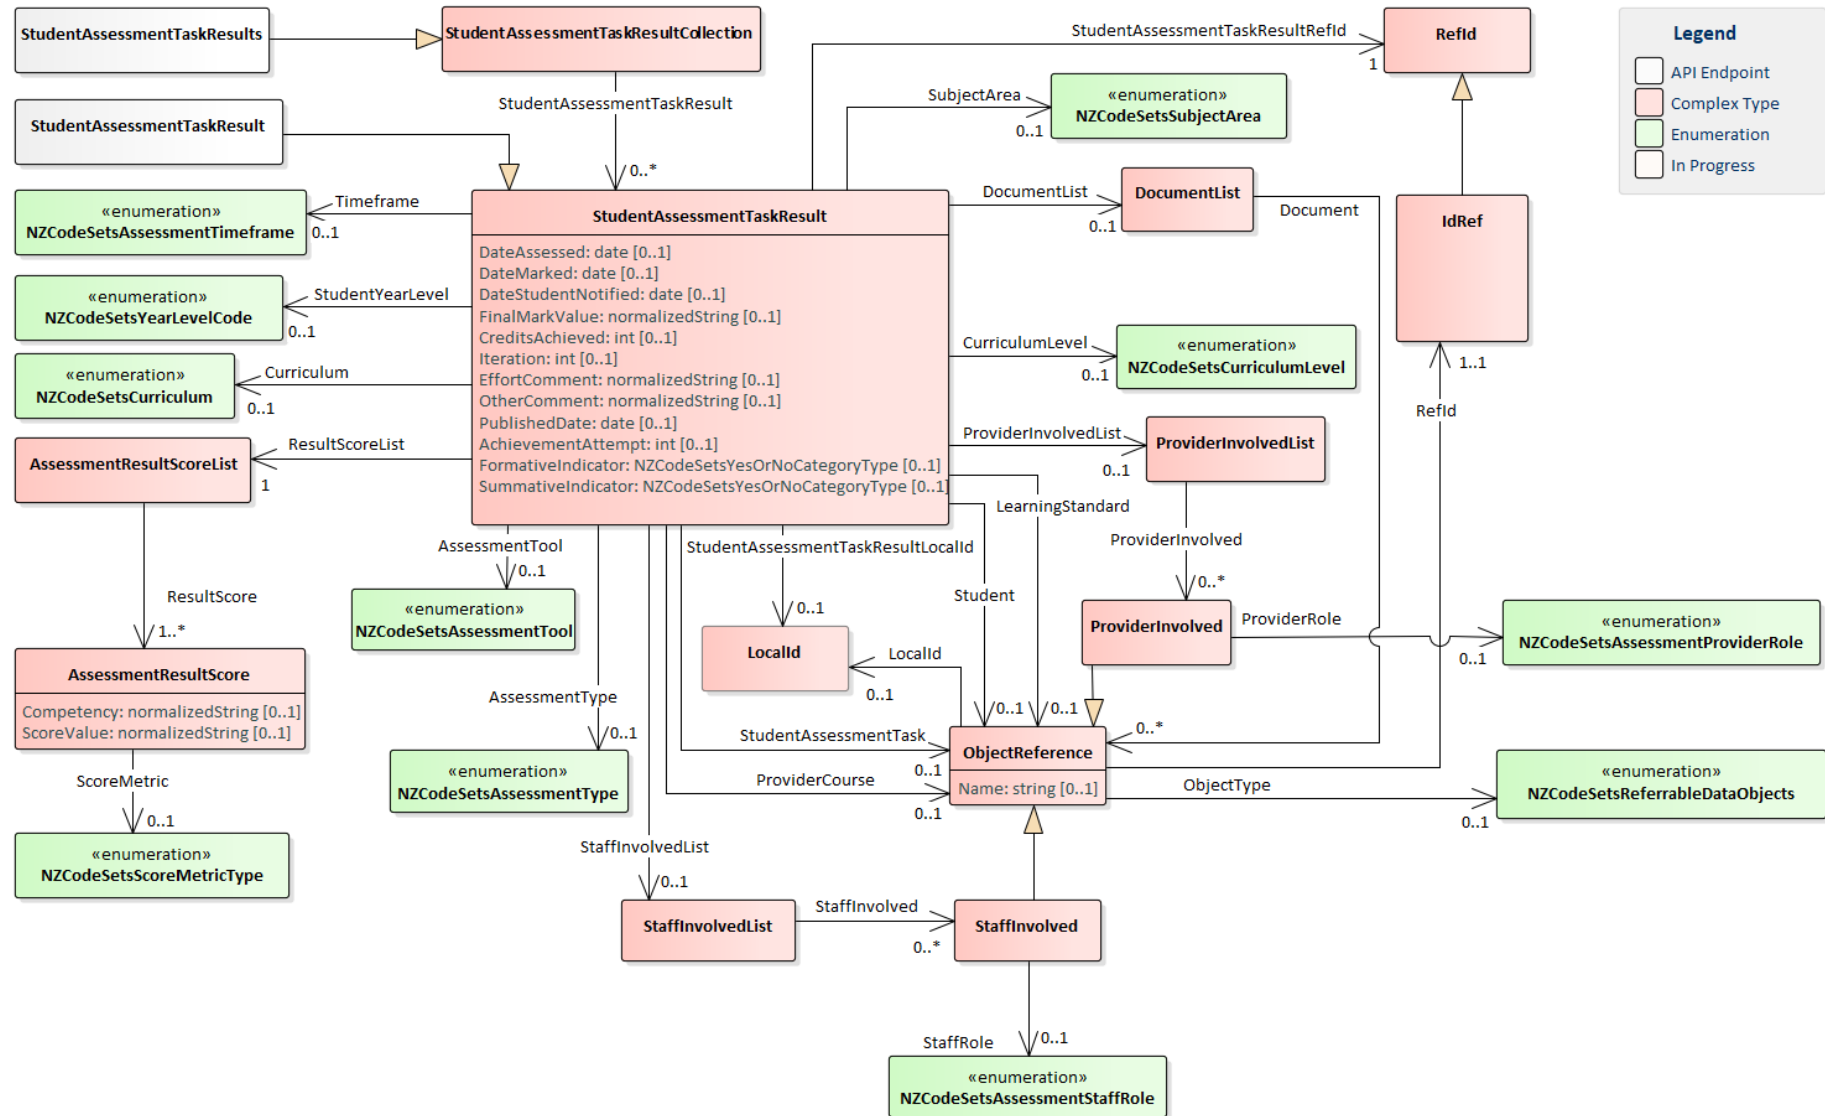 StudentAssessmentTaskResults
StudentAssessmentTaskResultCollection
StudentAssessmentTaskResultRefId
1
RefId
Legend
API Endpoint
Complex Type
Enumeration
In Progress
StudentAssessmentTaskResult
StudentAssessmentTaskResult
0..*
SubjectArea
0..1
«enumeration»
NZCodeSetsSubjectArea
«enumeration»
NZCodeSetsAssessmentTimeframe
Timeframe
0..1
StudentAssessmentTaskResult
DateAssessed: date [0..1]
DateMarked: date [0..1]
DateStudentNotified: date [0..1]
FinalMarkValue: normalizedString [0..1]
CreditsAchieved: int [0..1]
Iteration: int [0..1]
EffortComment: normalizedString [0..1]
OtherComment: normalizedString [0..1]
PublishedDate: date [0..1]
AchievementAttempt: int [0..1]
FormativeIndicator: NZCodeSetsYesOrNoCategoryType [0..1]
SummativeIndicator: NZCodeSetsYesOrNoCategoryType [0..1]
DocumentList
0..1
DocumentList
Document
IdRef
«enumeration»
NZCodeSetsYearLevelCode
StudentYearLevel
0..1
«enumeration»
NZCodeSetsCurriculum
Curriculum
0..1
CurriculumLevel
0..1
«enumeration»
NZCodeSetsCurriculumLevel
1..1
RefId
AssessmentResultScoreList
ResultScoreList
1
ProviderInvolvedList
0..1
ProviderInvolvedList
LearningStandard
ProviderInvolved
0..*
AssessmentTool
0..1
«enumeration»
NZCodeSetsAssessmentTool
StudentAssessmentTaskResultLocalId
0..1
Student
ResultScore
1..*
ProviderInvolved
ProviderRole
0..1
«enumeration»
NZCodeSetsAssessmentProviderRole
LocalId
LocalId
0..1
AssessmentResultScore
Competency: normalizedString [0..1]
ScoreValue: normalizedString [0..1]
AssessmentType
0..1
«enumeration»
NZCodeSetsAssessmentType
0..1
0..1
0..*
StudentAssessmentTask
0..1
ProviderCourse
0..1
ObjectReference
Name: string [0..1]
ObjectType
0..1
«enumeration»
NZCodeSetsReferrableDataObjects
ScoreMetric
0..1
«enumeration»
NZCodeSetsScoreMetricType
StaffInvolvedList
0..1
StaffInvolvedList
StaffInvolved
0..*
StaffInvolved
StaffRole
0..1
«enumeration»
NZCodeSetsAssessmentStaffRole